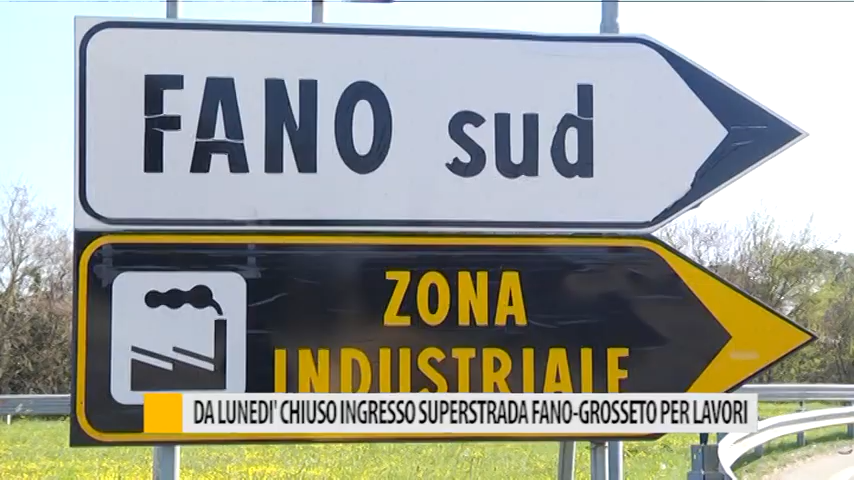 FANO sud
ZONA
INDUSTRIALE
DA LUNEDI' CHIUSO INGRESSO SUPERSTRADA FANO-GROSSETO PER LAVORI